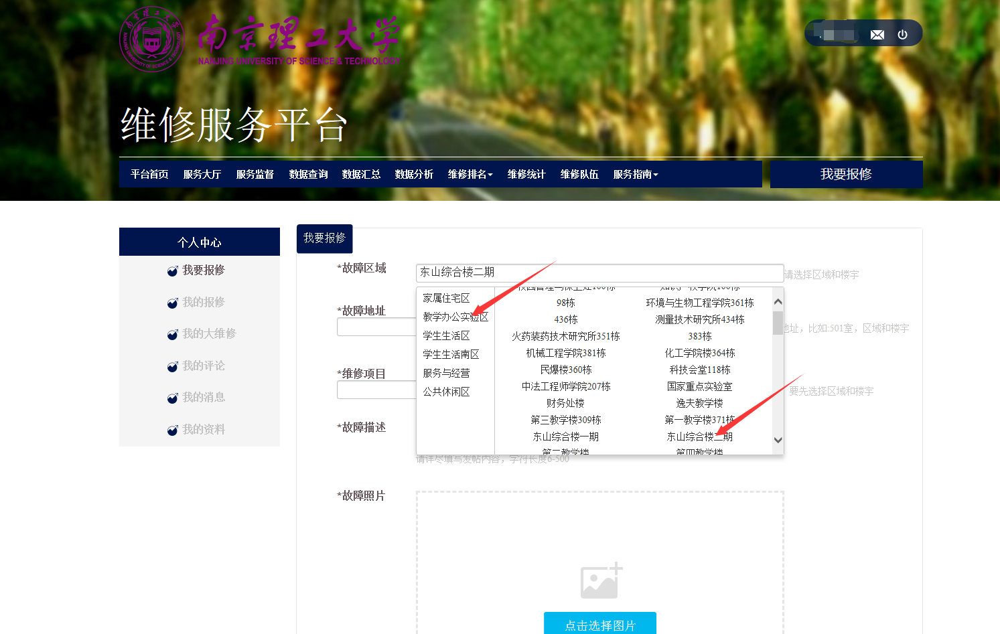 南京理工大学
NANJING UNIVERSITY OF SCIENCE & TECHNOLOGY
维修服务平台
平台首页 服务大厅 服务监督 数据查询 数据汇总 数据分析 维修排名 维修统计 维修队伍 服务指南
我要报修
个人中心
我要报修
我的报修
我的大维修
我的评论
我的消息
我的资料
我要报修
*故障区域
东山综合楼二期
请选择区域和楼宇
家属住宅区
教学办公实验区
学生生活区
学生生活南区
服务与经营
公共休闲区
98栋 环境与生物工程学院361栋
436栋 测量技术研究所434栋
火药装药技术研究所351栋 383栋
机械工程学院381栋 化工学院楼364栋
民爆楼360栋 科技会堂118栋
中法工程师学院207栋 国家重点实验室
财务处楼 逸夫教学楼
第三教学楼309栋 第一教学楼371栋
东山综合楼一期 东山综合楼二期
第二教学楼 第四教学楼
*故障地址
地址，比如:501室，区域和楼宇
*维修项目
要先选择区域和楼宇
*故障描述
请详尽填写发帖内容，字符长度6-500
*故障照片
点击选择图片